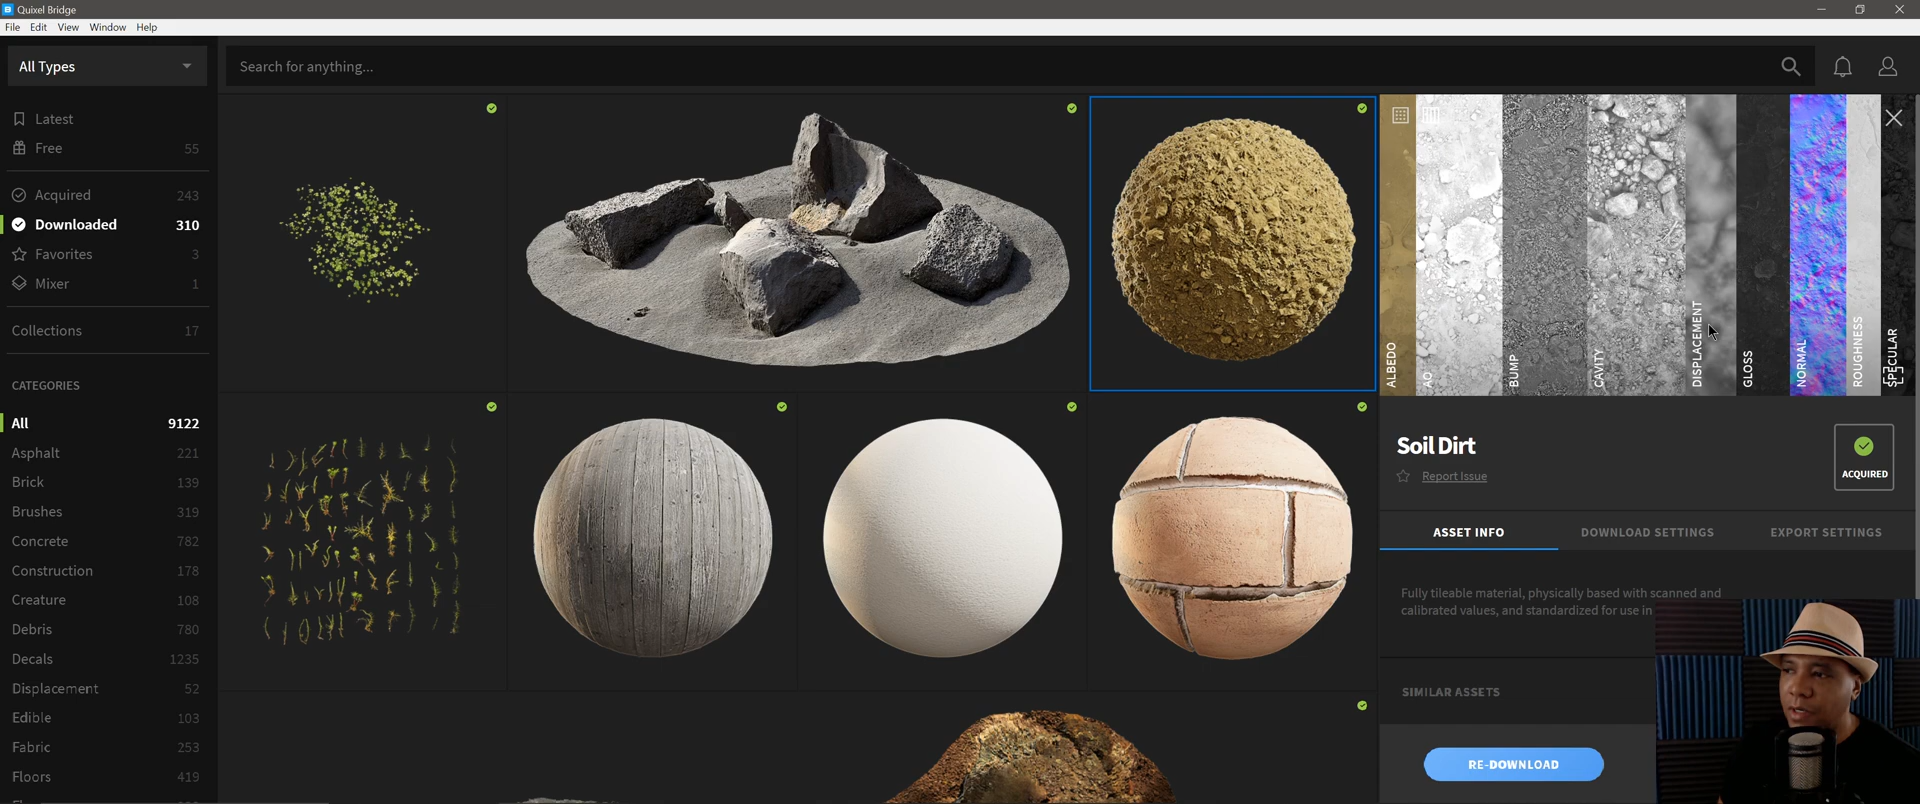 Quixel Bridge
File Edit View Window Help
All Types
Search for anything...
Latest
Free 55
Acquired 243
Downloaded 310
Favorites 3
Mixer 1
Collections 17
CATEGORIES
All 9122
Asphalt 221
Brick 139
Brushes 319
Concrete 782
Construction 178
Creature 108
Debris 780
Decals 1235
Displacement 52
Edible 103
Fabric 253
Floors 419
ALBEDO
AO
BUMP
CAVITY
DISPLACEMENT
GLOSS
NORMAL
ROUGHNESS
SPECULAR
Soil Dirt
Report Issue
ACQUIRED
ASSET INFO DOWNLOAD SETTINGS EXPORT SETTINGS
Fully tileable material, physically based with scanned and
calibrated values, and standardized for use in
SIMILAR ASSETS
RE-DOWNLOAD